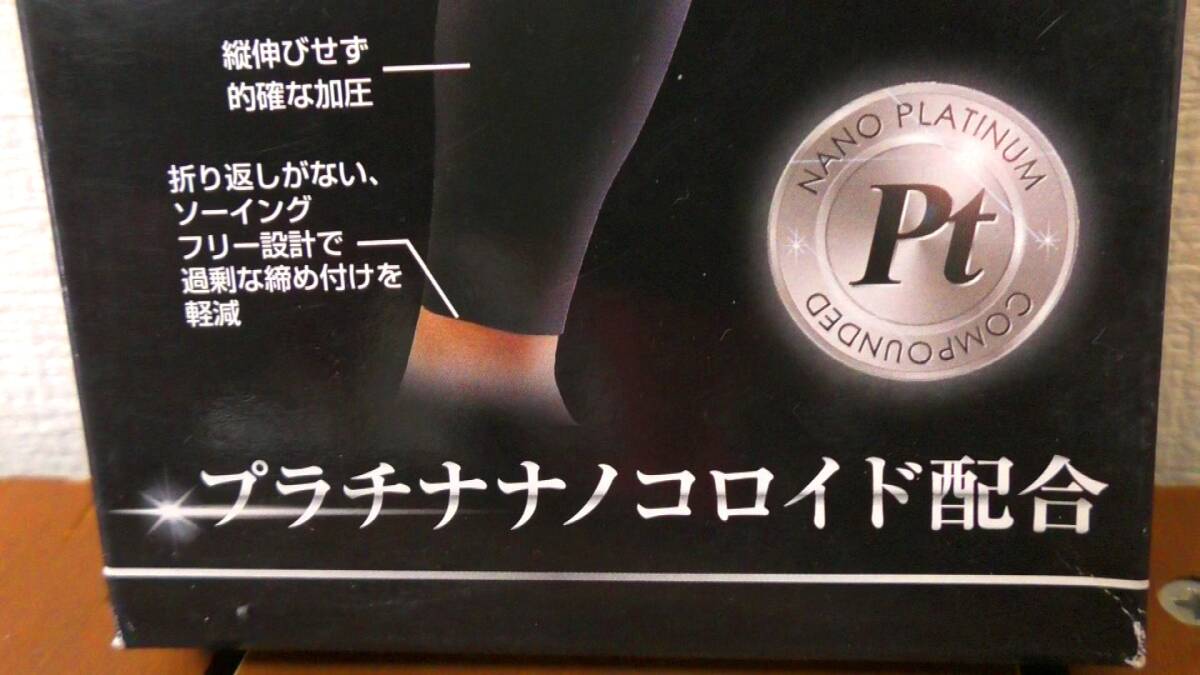 縦伸びせず
的確な加圧
折り返しがない、
ソーイング
フリー設計で
過剰な締め付けを
軽減
NANO PLATINUM
Pt
COMPOUNDED
プラチナナノコロイド配合